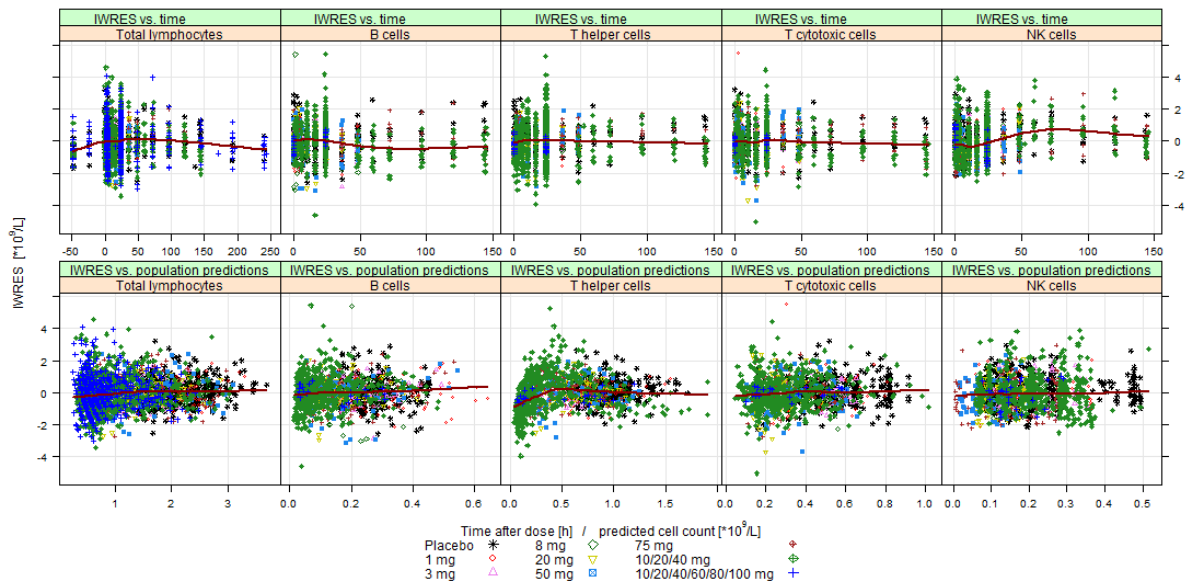 IWRES vs. time IWRES vs. time IWRES vs. time IWRES vs. time IWRES vs. time
Total lymphocytes B cells T helper cells T cytotoxic cells NK cells
4
2
0
-2
-4
-50 0 50 100 150 200 250 0 50 100 150 0 50 100 150 0 50 100 150 0 50 100 150
IWRES [*10^9/L]
IWRES vs. population predictions IWRES vs. population predictions IWRES vs. population predictions IWRES vs. population predictions IWRES vs. population predictions
Total lymphocytes B cells T helper cells T cytotoxic cells NK cells
4
2
0
-2
-4
1 2 3 0.0 0.2 0.4 0.6 0.0 0.5 1.0 1.5 0.0 0.2 0.4 0.6 0.8 1.0 0.0 0.1 0.2 0.3 0.4 0.5
Time after dose [h] / predicted cell count [*10^9/L]
Placebo 8 mg 75 mg
1 mg 20 mg 10/20/40 mg
3 mg 50 mg 10/20/40/60/80/100 mg